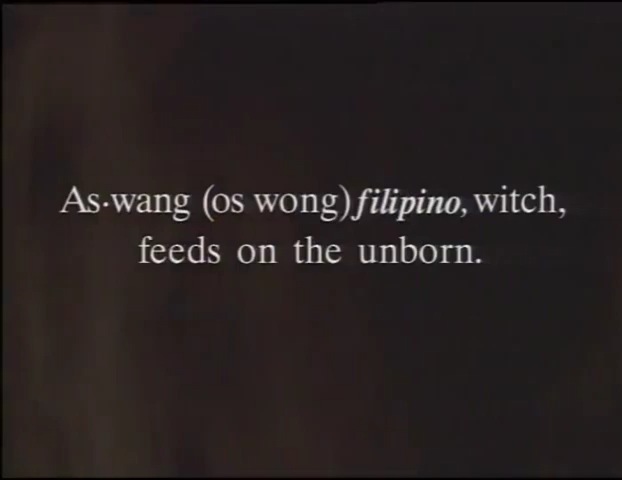 As·wang (os wong) filipino, witch,
feeds on the unborn.